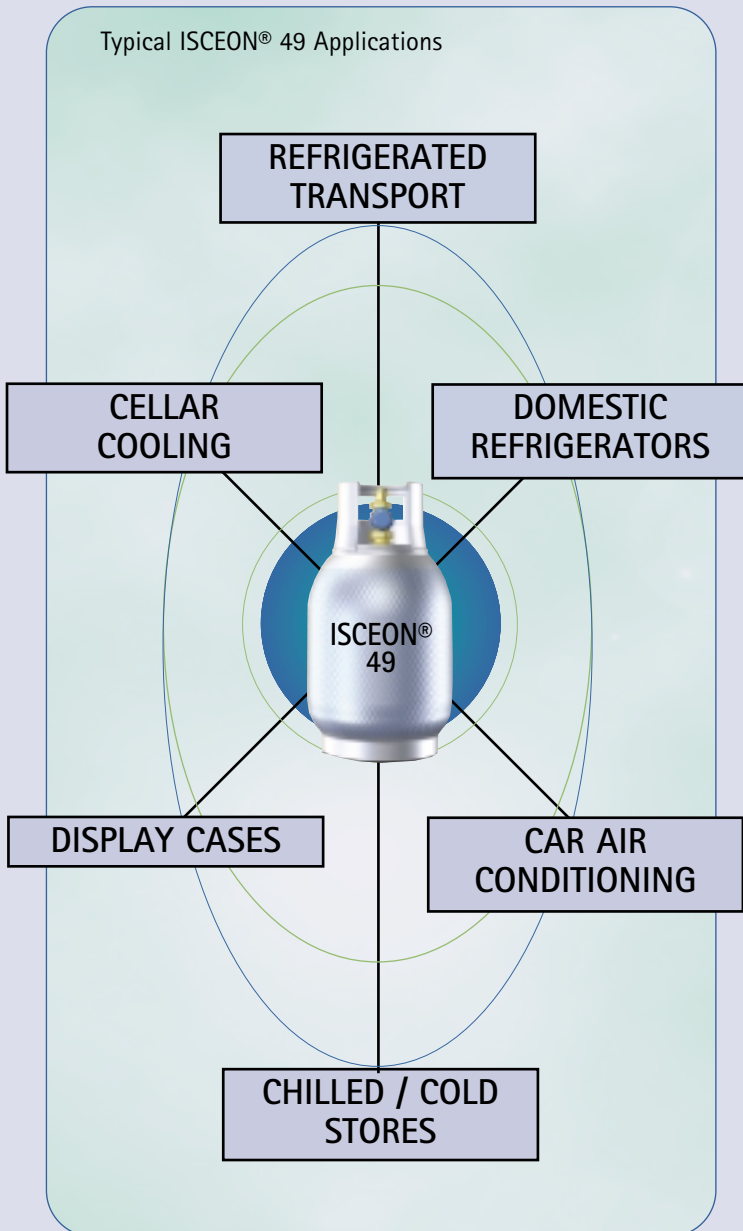 Typical ISCEON® 49 Applications
REFRIGERATED
TRANSPORT
CELLAR
COOLING
DOMESTIC
REFRIGERATORS
ISCEON®
49
DISPLAY CASES
CAR AIR
CONDITIONING
CHILLED / COLD
STORES